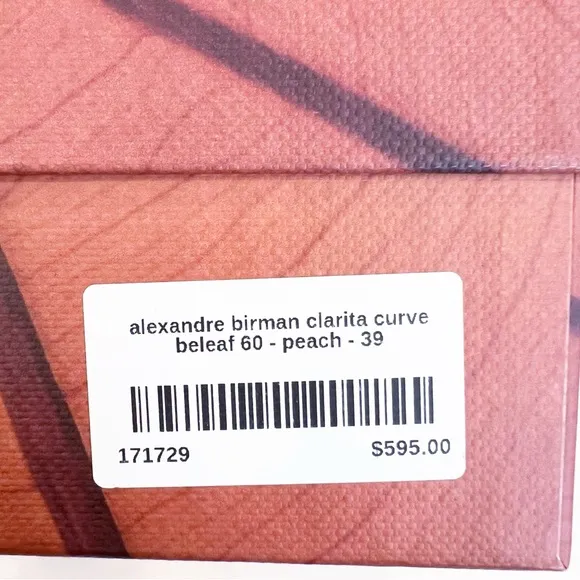 alexandre birman clarita curve
beleaf 60 - peach - 39
171729 $595.00